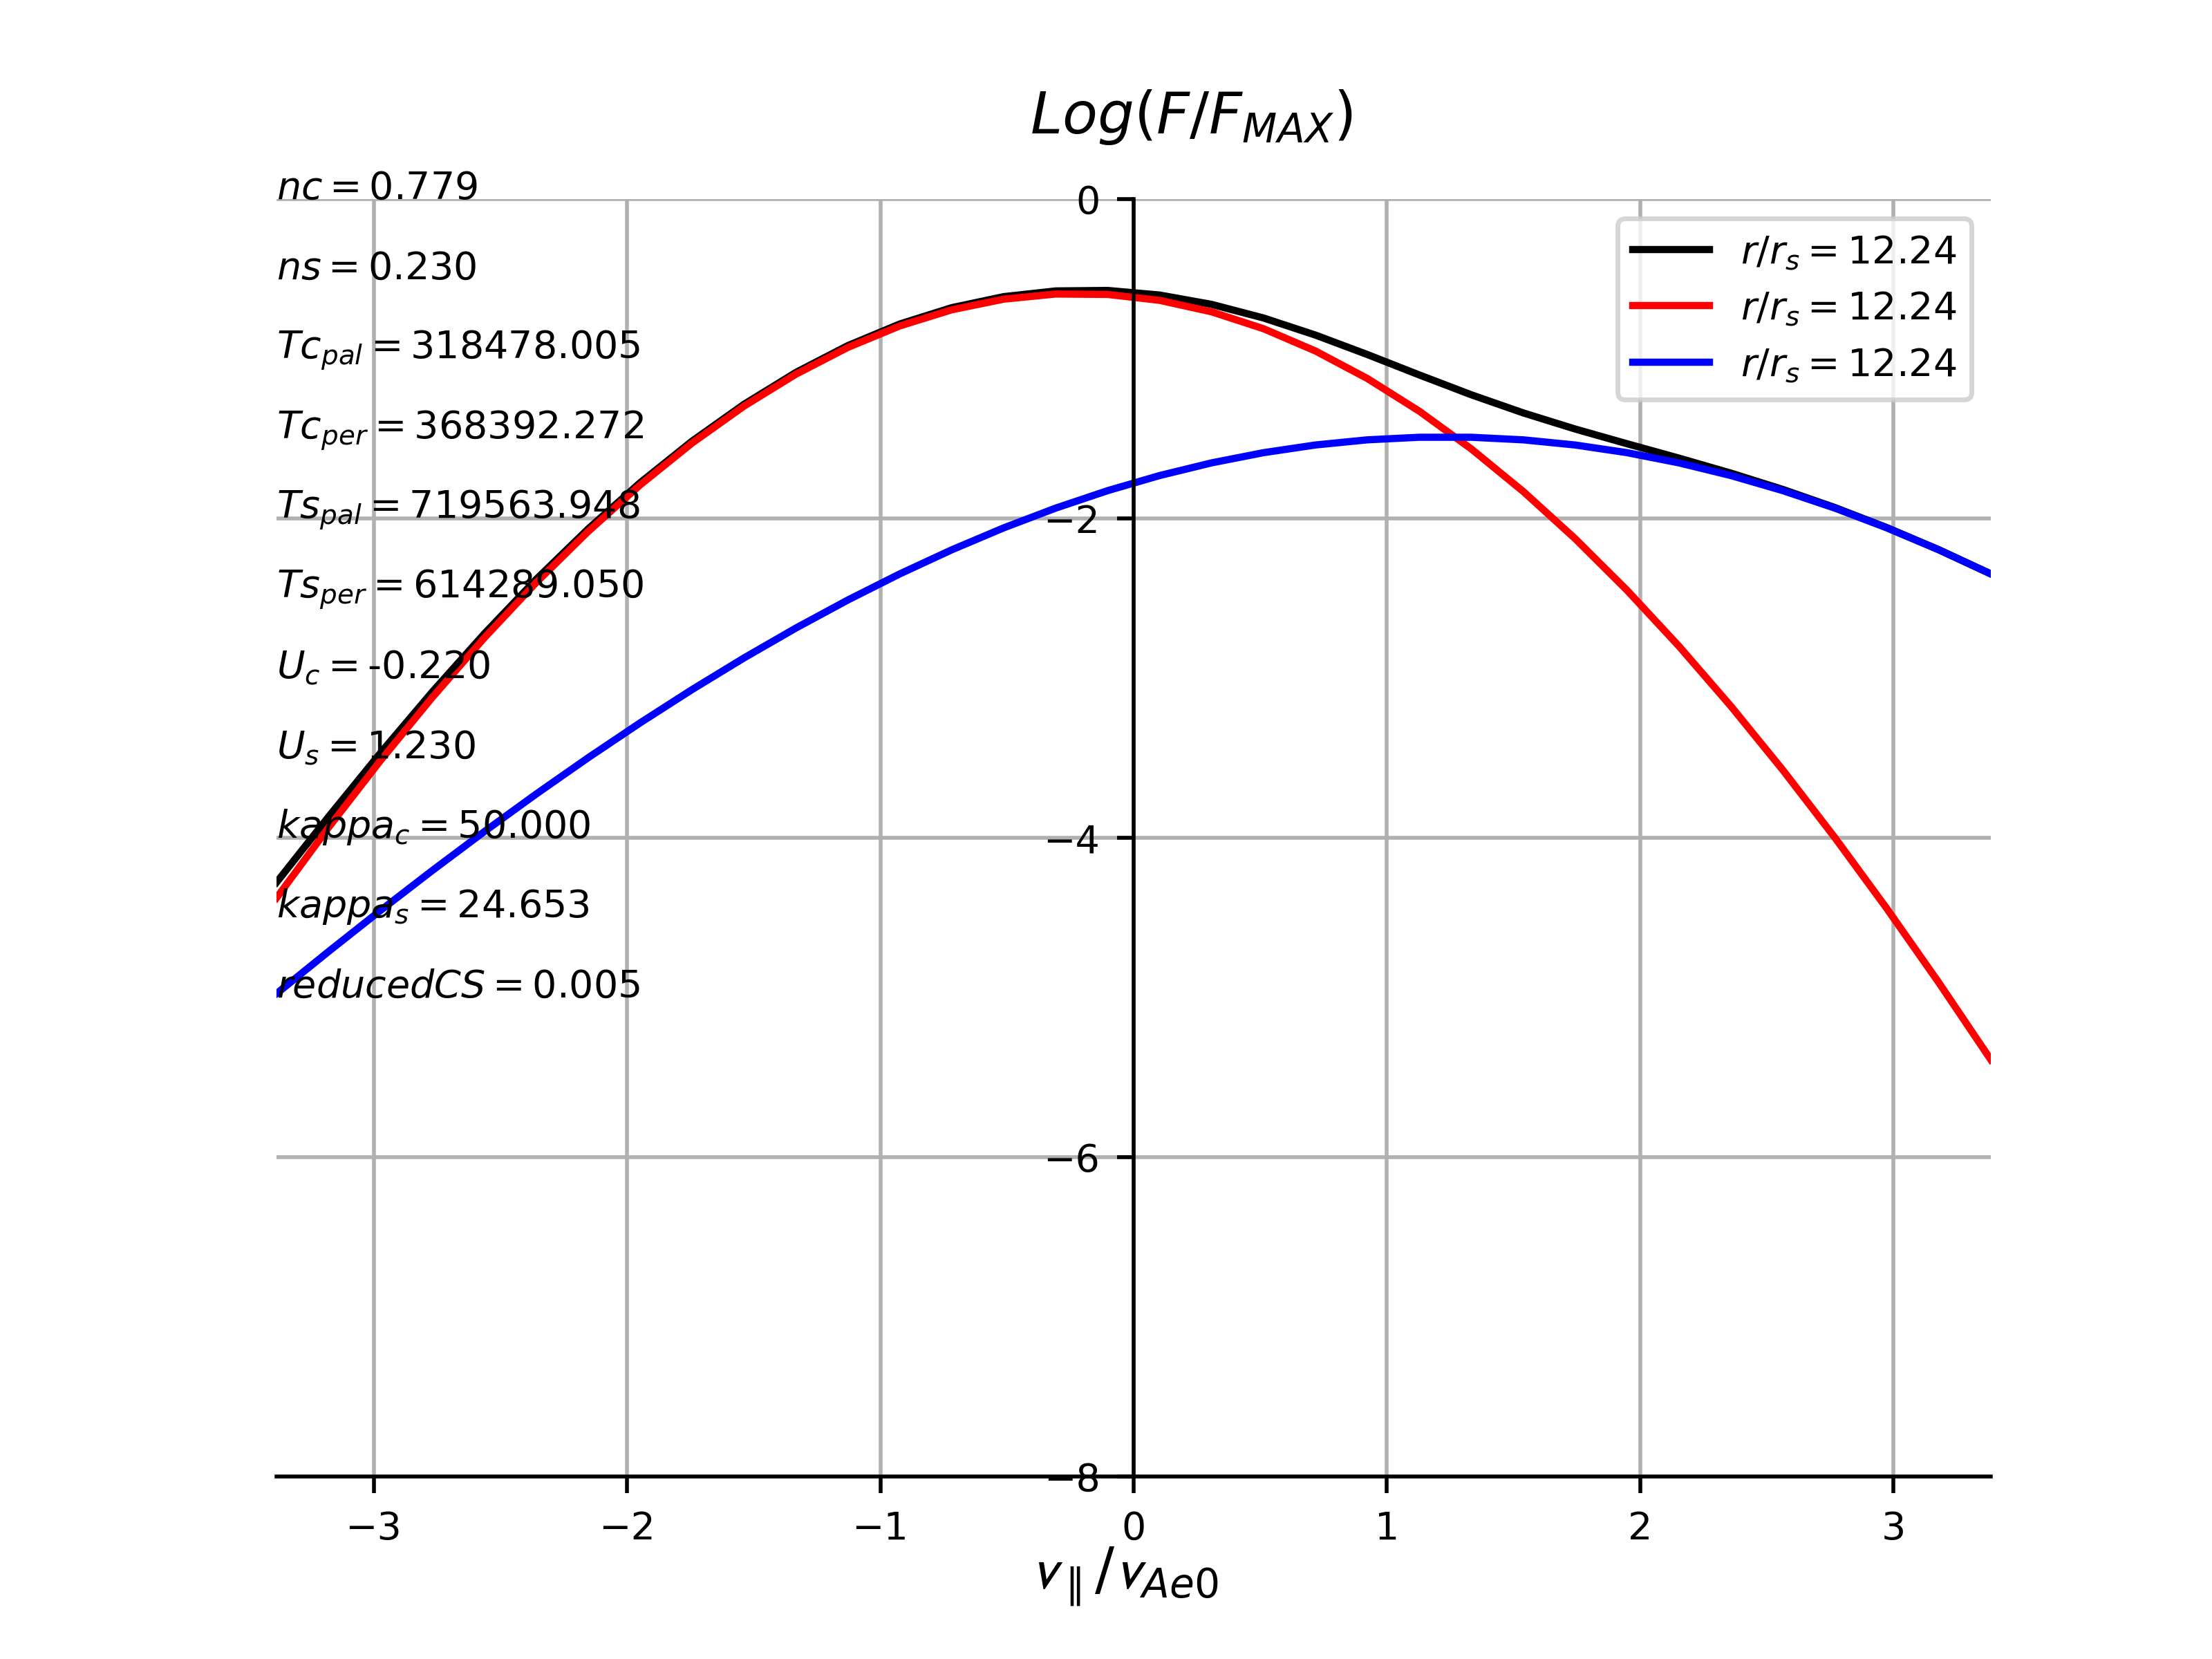 Log(F/F_MAX)
nc = 0.779
ns = 0.230
Tc_pal = 318478.005
Tc_per = 368392.272
Ts_pal = 719563.948
Ts_per = 614289.050
U_c = -0.220
U_s = 1.230
kappa_c = 50.000
kappa_s = 24.653
reducedCS = 0.005
r/r_s = 12.24
r/r_s = 12.24
r/r_s = 12.24
0
−2
−4
−6
−8
−3 −2 −1 0 1 2 3
v_∥/v_Ae0